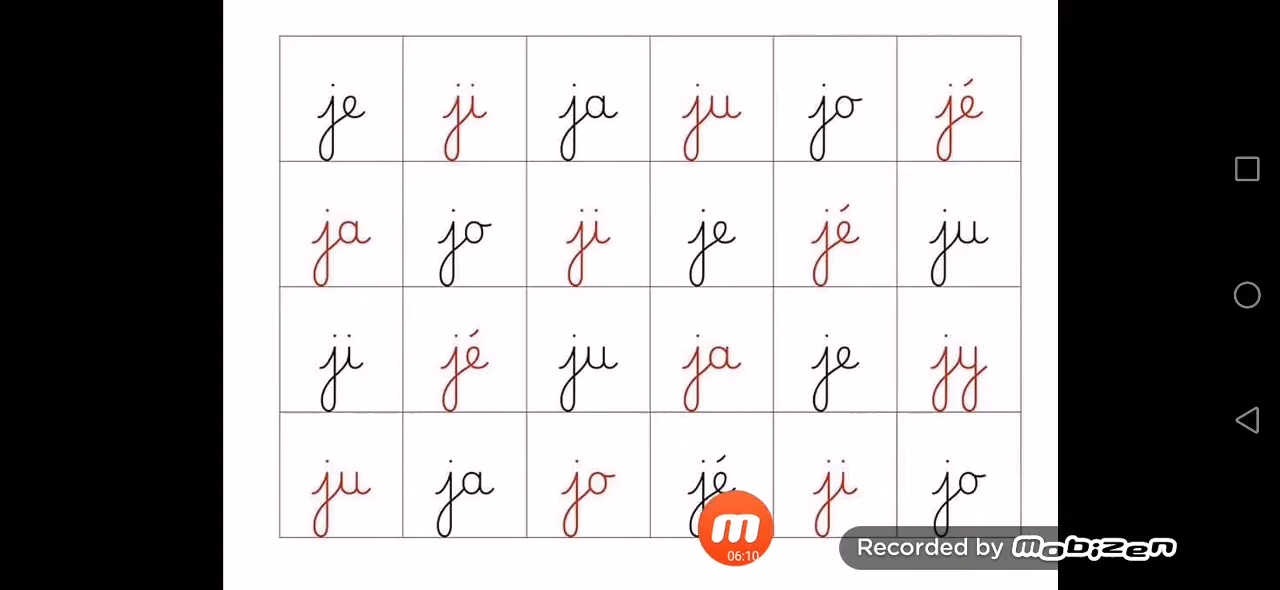 je ji ja ju jo jé
ja jo ji je jé ju
ji jé ju ja je jy
ju ja jo jé ji jo
06:10
Recorded by mobizen